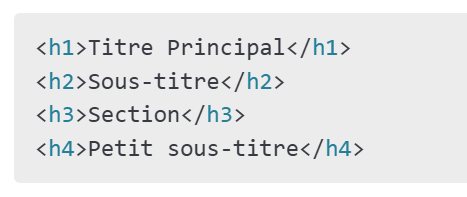 <h1>Titre Principal</h1>
<h2>Sous-titre</h2>
<h3>Section</h3>
<h4>Petit sous-titre</h4>